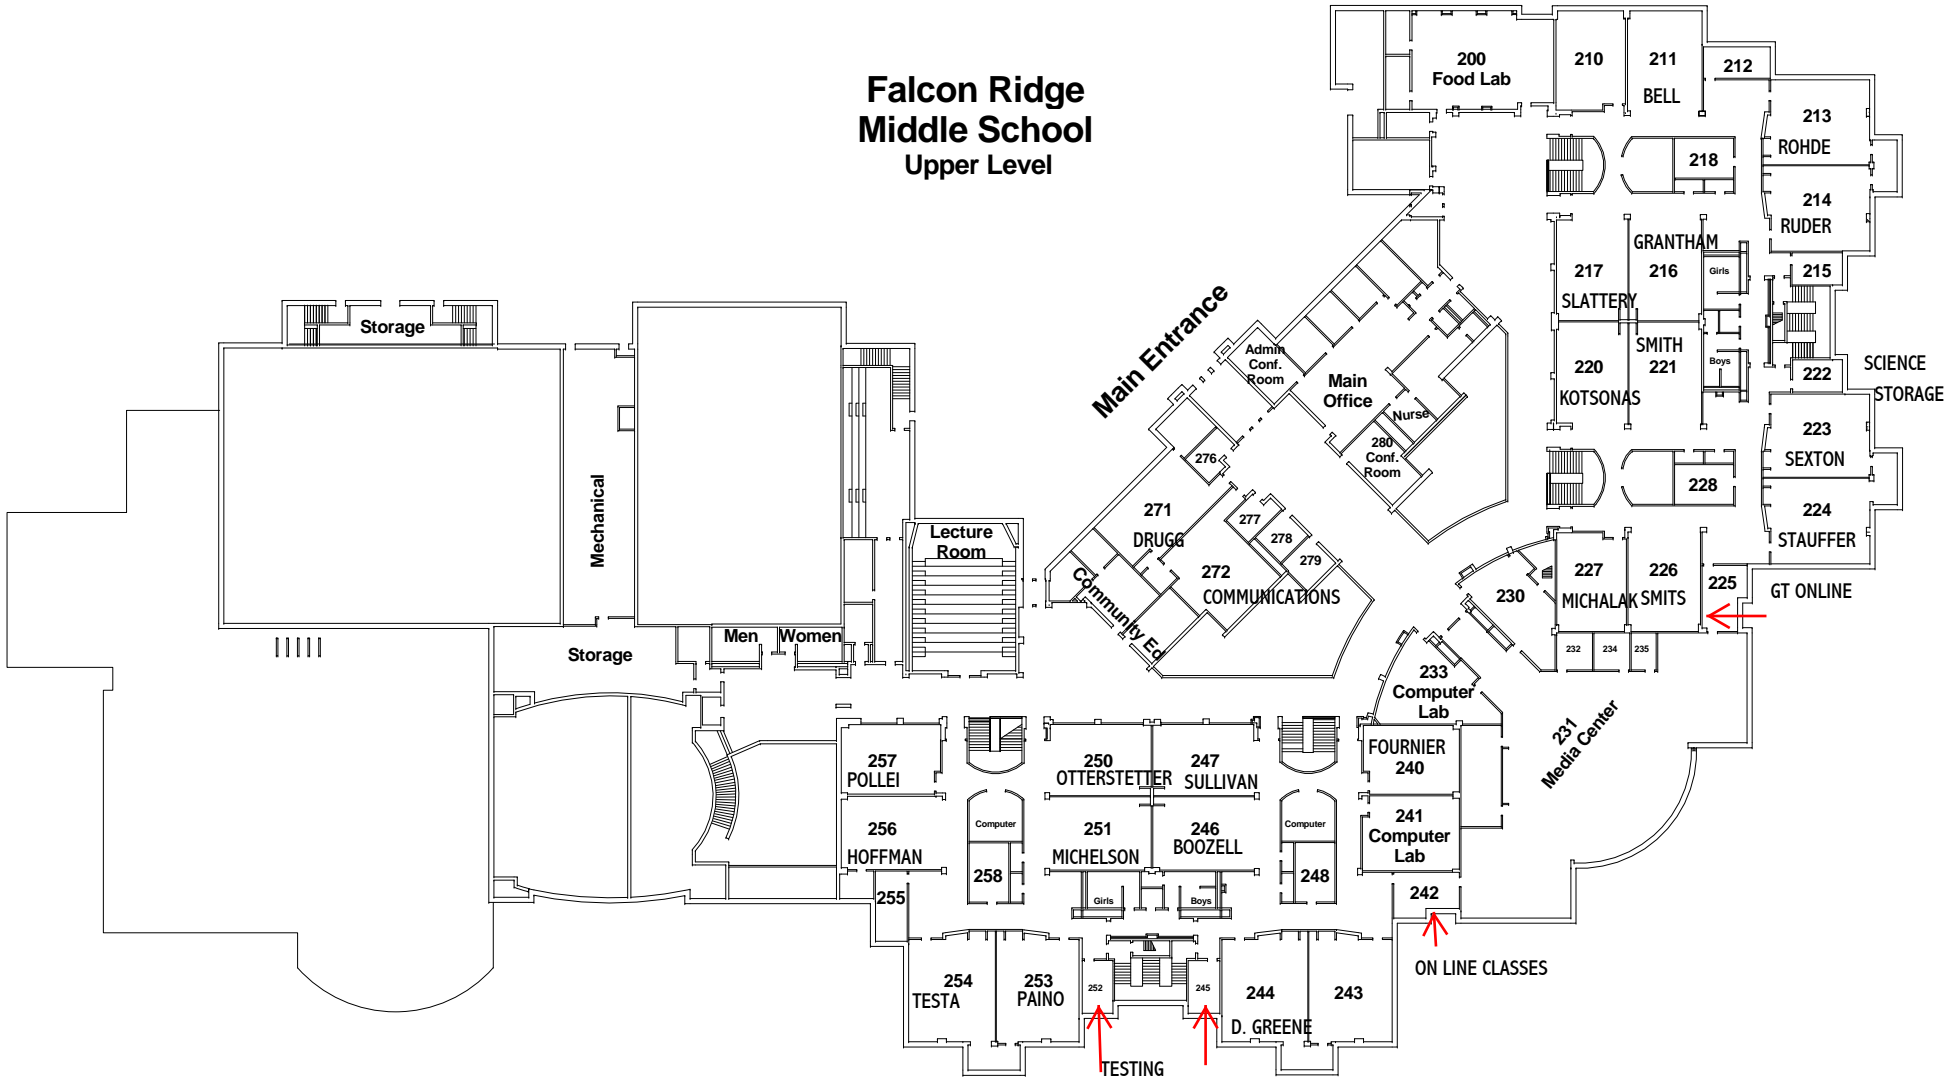 Falcon Ridge
Middle School
Upper Level
200
Food Lab
210
211
BELL
212
213
ROHDE
218
214
RUDER
GRANTHAM
217
216
Girls
215
SLATTERY
SMITH
220
221
Boys
222
KOTSONAS
SCIENCE
STORAGE
223
SEXTON
228
224
STAUFFER
227
226
225
MICHALAK
SMITS
GT ONLINE
230
232
234
235
Main Entrance
Admin
Conf.
Room
Main
Office
Nurse
280
Conf.
Room
276
271
DRUGG
277
278
279
272
COMMUNICATIONS
Community Ed
Storage
Mechanical
Lecture
Room
Men
Women
Storage
233
Computer
Lab
231
Media Center
257
POLLEI
250
OTTERSTETTER
247
SULLIVAN
FOURNIER
240
256
HOFFMAN
Computer
251
MICHELSON
246
BOOZELL
Computer
241
Computer
Lab
258
248
255
Girls
Boys
242
ON LINE CLASSES
254
TESTA
253
PAINO
252
245
244
D. GREENE
243
TESTING